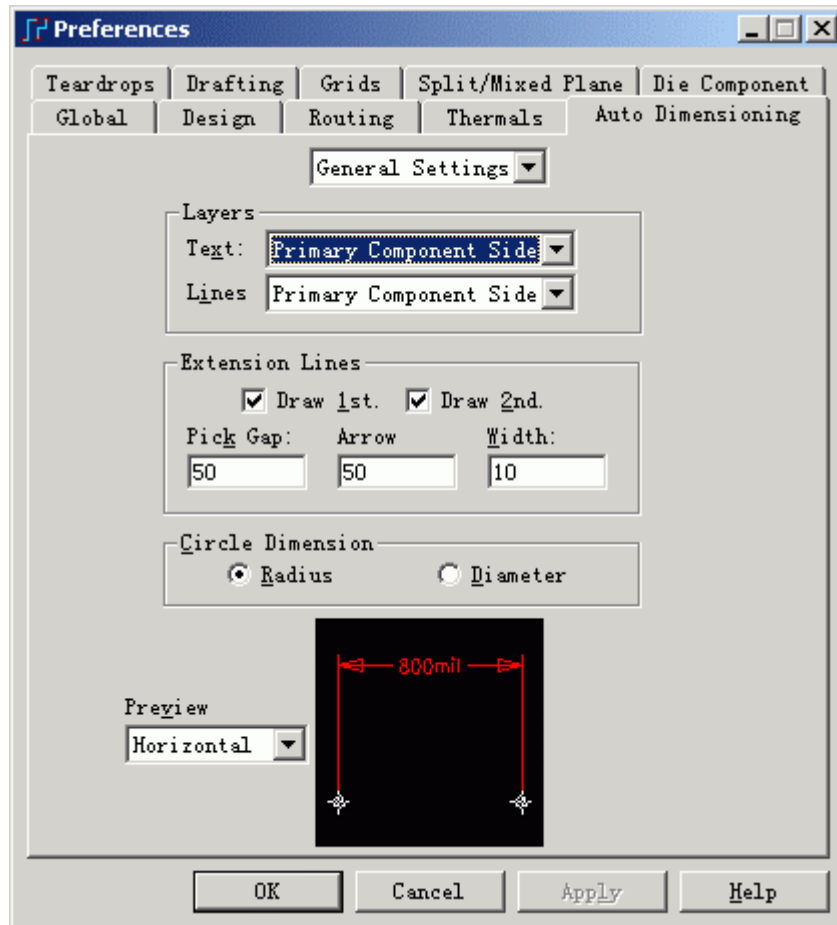 Preferences
Teardrops Drafting Grids Split/Mixed Plane Die Component
Global Design Routing Thermals Auto Dimensioning
General Settings
Layers
Text: Primary Component Side
Lines Primary Component Side
Extension Lines
Draw 1st. Draw 2nd.
Pick Gap: Arrow Width:
50 50 10
Circle Dimension
Radius Diameter
800mil
Preview
Horizontal
OK Cancel Apply Help